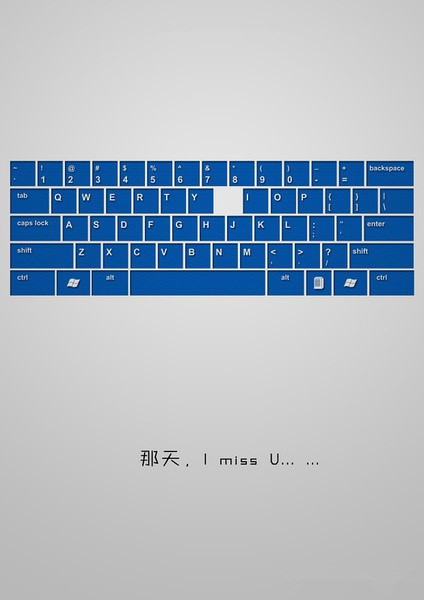 ~ ! @ # $ % ^ & * ( ) _ + backspace
` 1 2 3 4 5 6 7 8 9 0 - =
tab Q W E R T Y I O P { } |
[ ] \
caps lock A S D F G H J K L : " enter
; '
shift Z X C V B N M < > ? shift
, . /
ctrl alt alt ctrl
那天, I miss U... ...